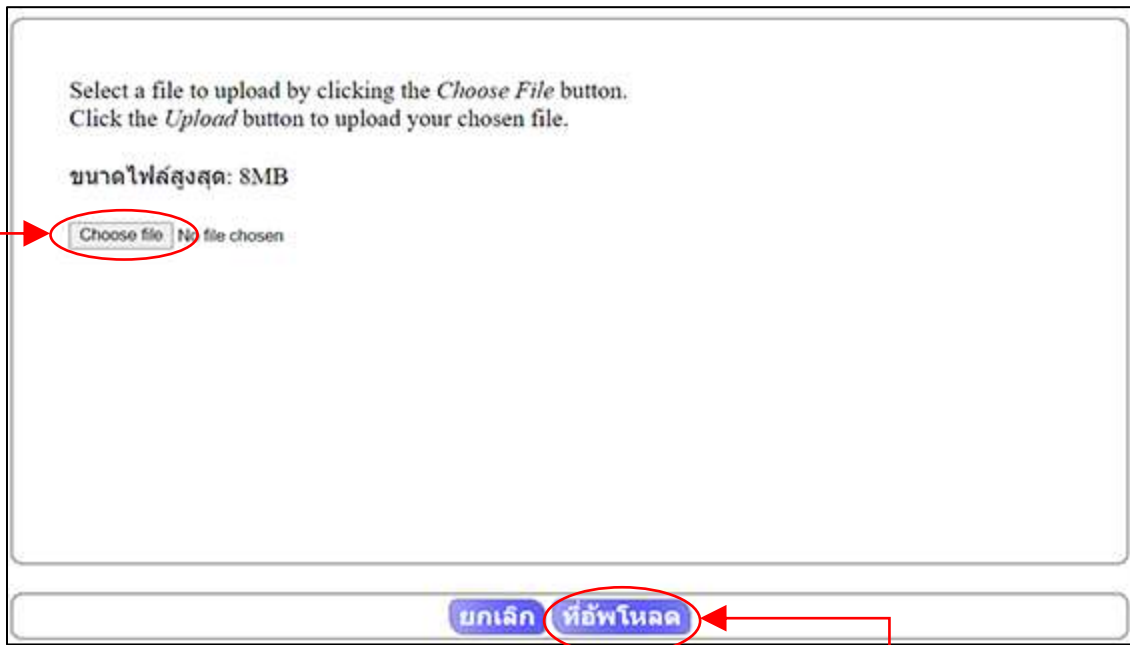 Select a file to upload by clicking the Choose File button.
Click the Upload button to upload your chosen file.
ขนาดไฟล์สูงสุด: 8MB
Choose file No file chosen
ยกเลิก ที่อัพโหลด